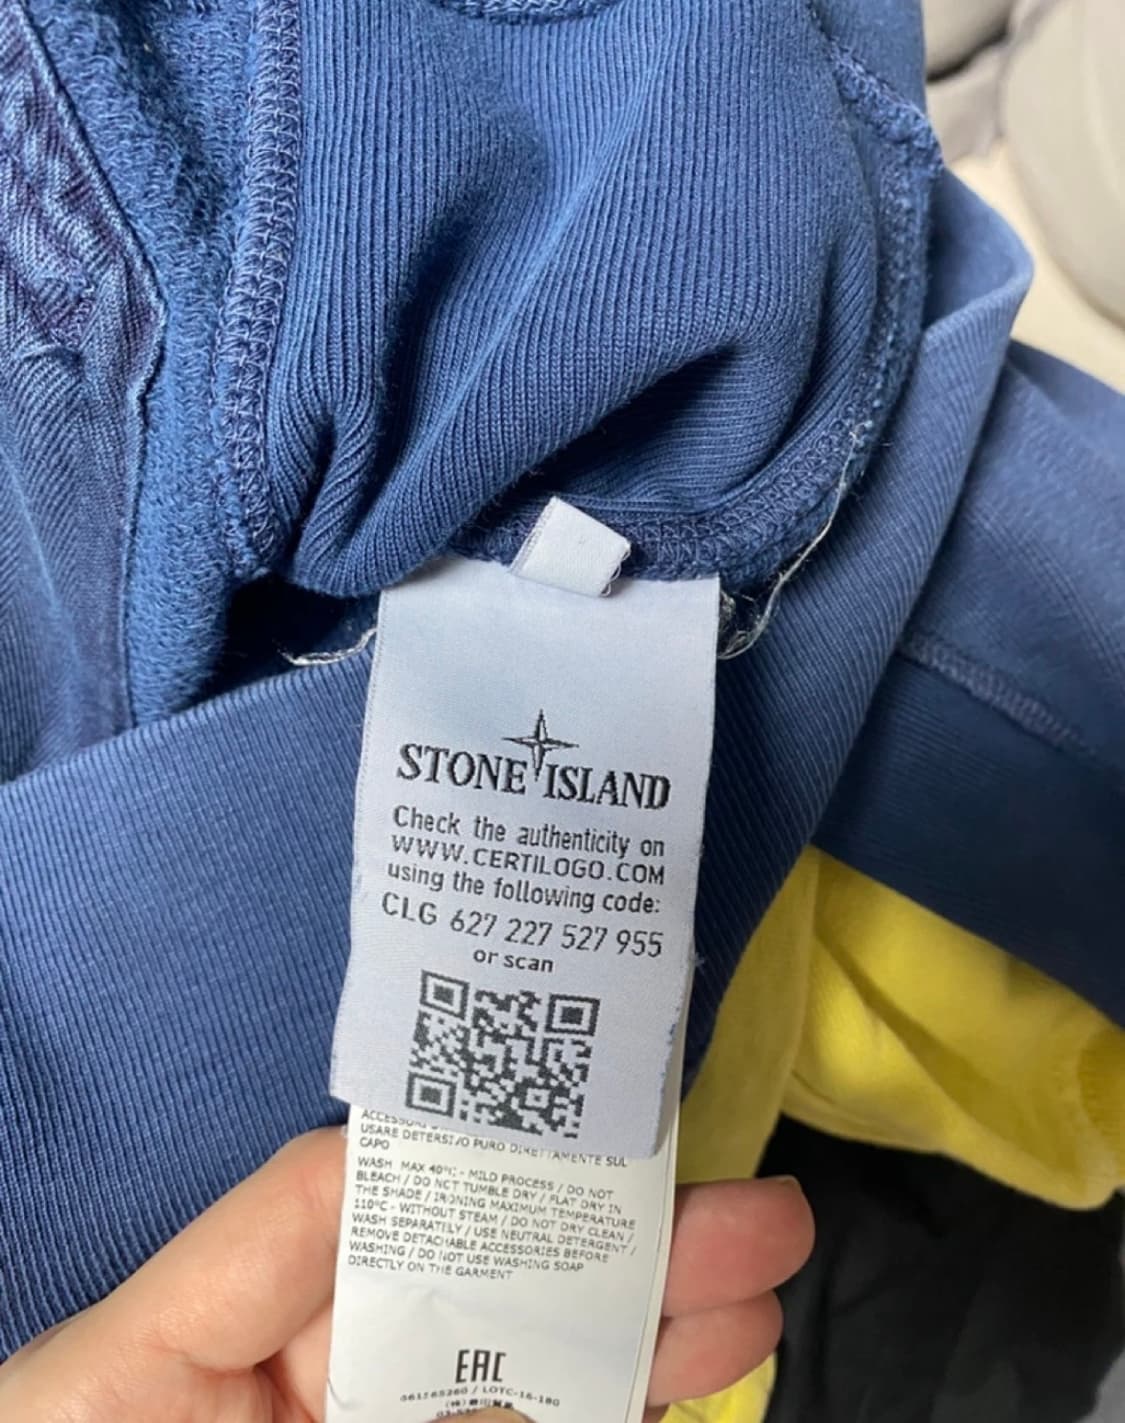 STONE ISLAND
Check the authenticity on
WWW.CERTILOGO.COM
using the following code:
CLG 627 227 527 955
or scan
USARE DETERSIVO PURO DIRETTAMENTE SUL
CAPO
WASH MAX 40°C - MILD PROCESS / DO NOT
BLEACH / DO NOT TUMBLE DRY / FLAT DRY IN
THE SHADE / IRONING MAXIMUM TEMPERATURE
110°C - WITHOUT STEAM / DO NOT DRY CLEAN /
WASH SEPARATELY / USE NEUTRAL DETERGENT /
REMOVE DETACHABLE ACCESSORIES BEFORE
WASHING / DO NOT USE WASHING SOAP
DIRECTLY ON THE GARMENT
EAC